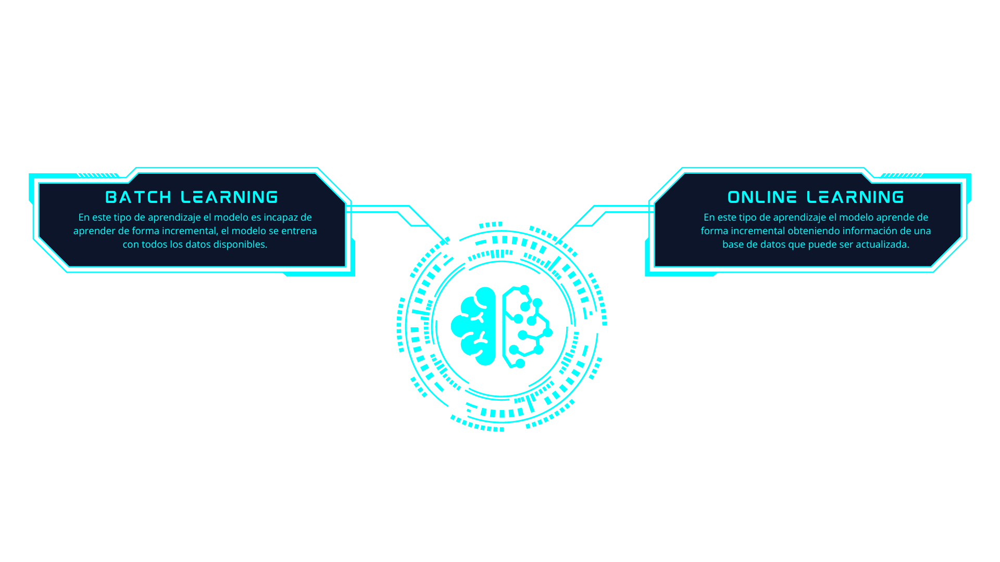 BATCH LEARNING
En este tipo de aprendizaje el modelo es incapaz de
aprender de forma incremental, el modelo se entrena
con todos los datos disponibles.
ONLINE LEARNING
En este tipo de aprendizaje el modelo aprende de
forma incremental obteniendo información de una
base de datos que puede ser actualizada.